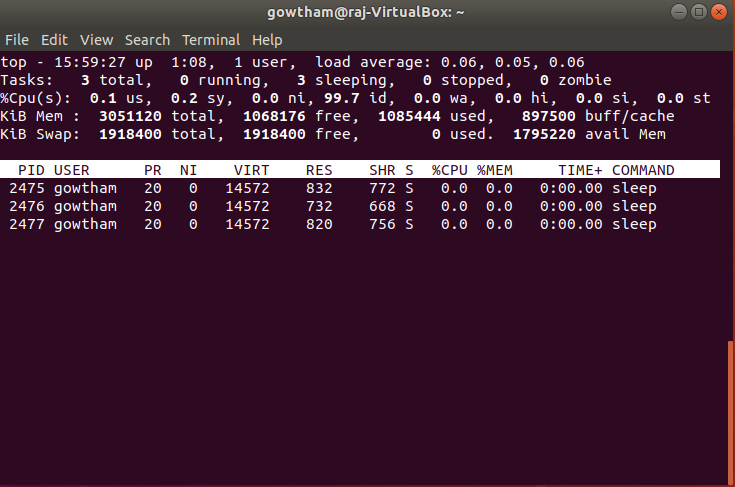 gowtham@raj-VirtualBox: ~
File Edit View Search Terminal Help
top - 15:59:27 up  1:08,  1 user,  load average: 0.06, 0.05, 0.06
Tasks:   3 total,   0 running,   3 sleeping,   0 stopped,   0 zombie
%Cpu(s):  0.1 us,  0.2 sy,  0.0 ni, 99.7 id,  0.0 wa,  0.0 hi,  0.0 si,  0.0 st
KiB Mem :  3051120 total,  1068176 free,  1085444 used,   897500 buff/cache
KiB Swap:  1918400 total,  1918400 free,        0 used.  1795220 avail Mem
  PID USER      PR  NI    VIRT    RES    SHR S  %CPU %MEM     TIME+ COMMAND
 2475 gowtham   20   0   14572    832    772 S   0.0  0.0   0:00.00 sleep
 2476 gowtham   20   0   14572    732    668 S   0.0  0.0   0:00.00 sleep
 2477 gowtham   20   0   14572    820    756 S   0.0  0.0   0:00.00 sleep